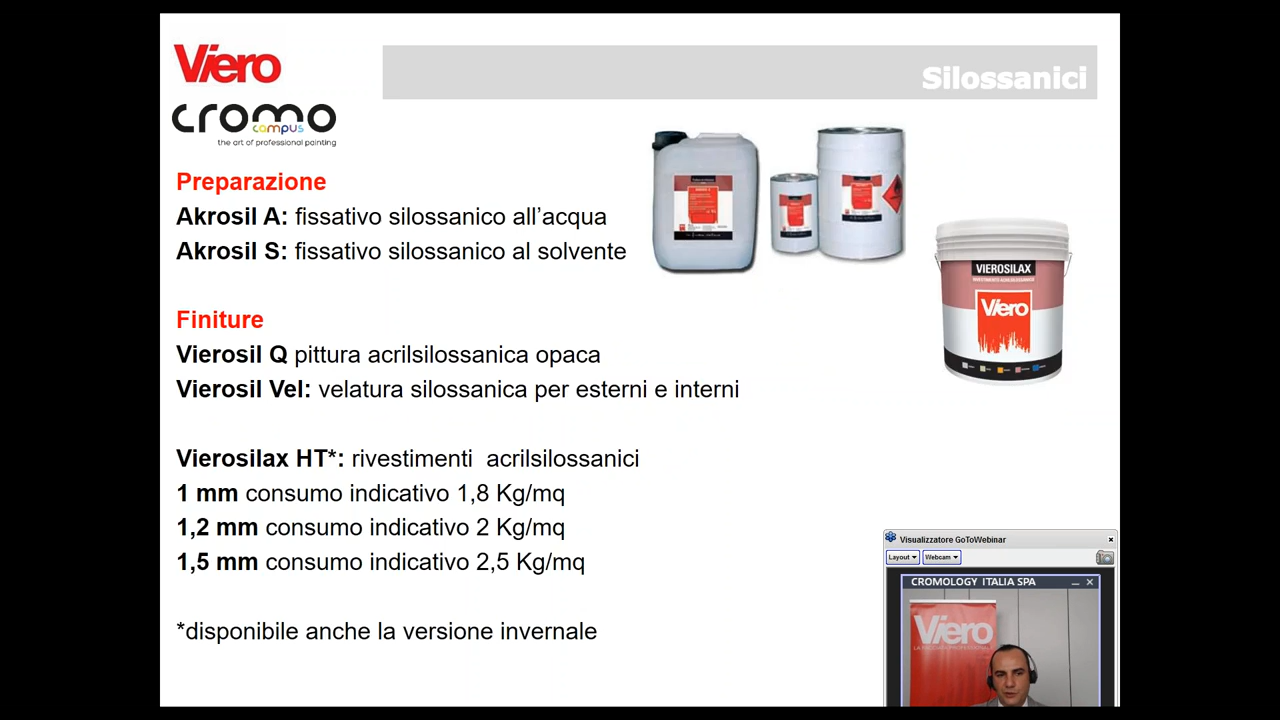 Viero
cromo
campus
the art of professional painting
Silossanici
Preparazione
Akrosil A: fissativo silossanico all’acqua
Akrosil S: fissativo silossanico al solvente
Finiture
Vierosil Q pittura acrilsilossanica opaca
Vierosil Vel: velatura silossanica per esterni e interni
Vierosilax HT*: rivestimenti acrilsilossanici
1 mm consumo indicativo 1,8 Kg/mq
1,2 mm consumo indicativo 2 Kg/mq
1,5 mm consumo indicativo 2,5 Kg/mq
*disponibile anche la versione invernale
VIEROSILAX
RIVESTIMENTO ACRILSILOSSANICO
Viero
Visualizzatore GoToWebinar
Layout
Webcam
CROMOLOGY ITALIA SPA
Viero